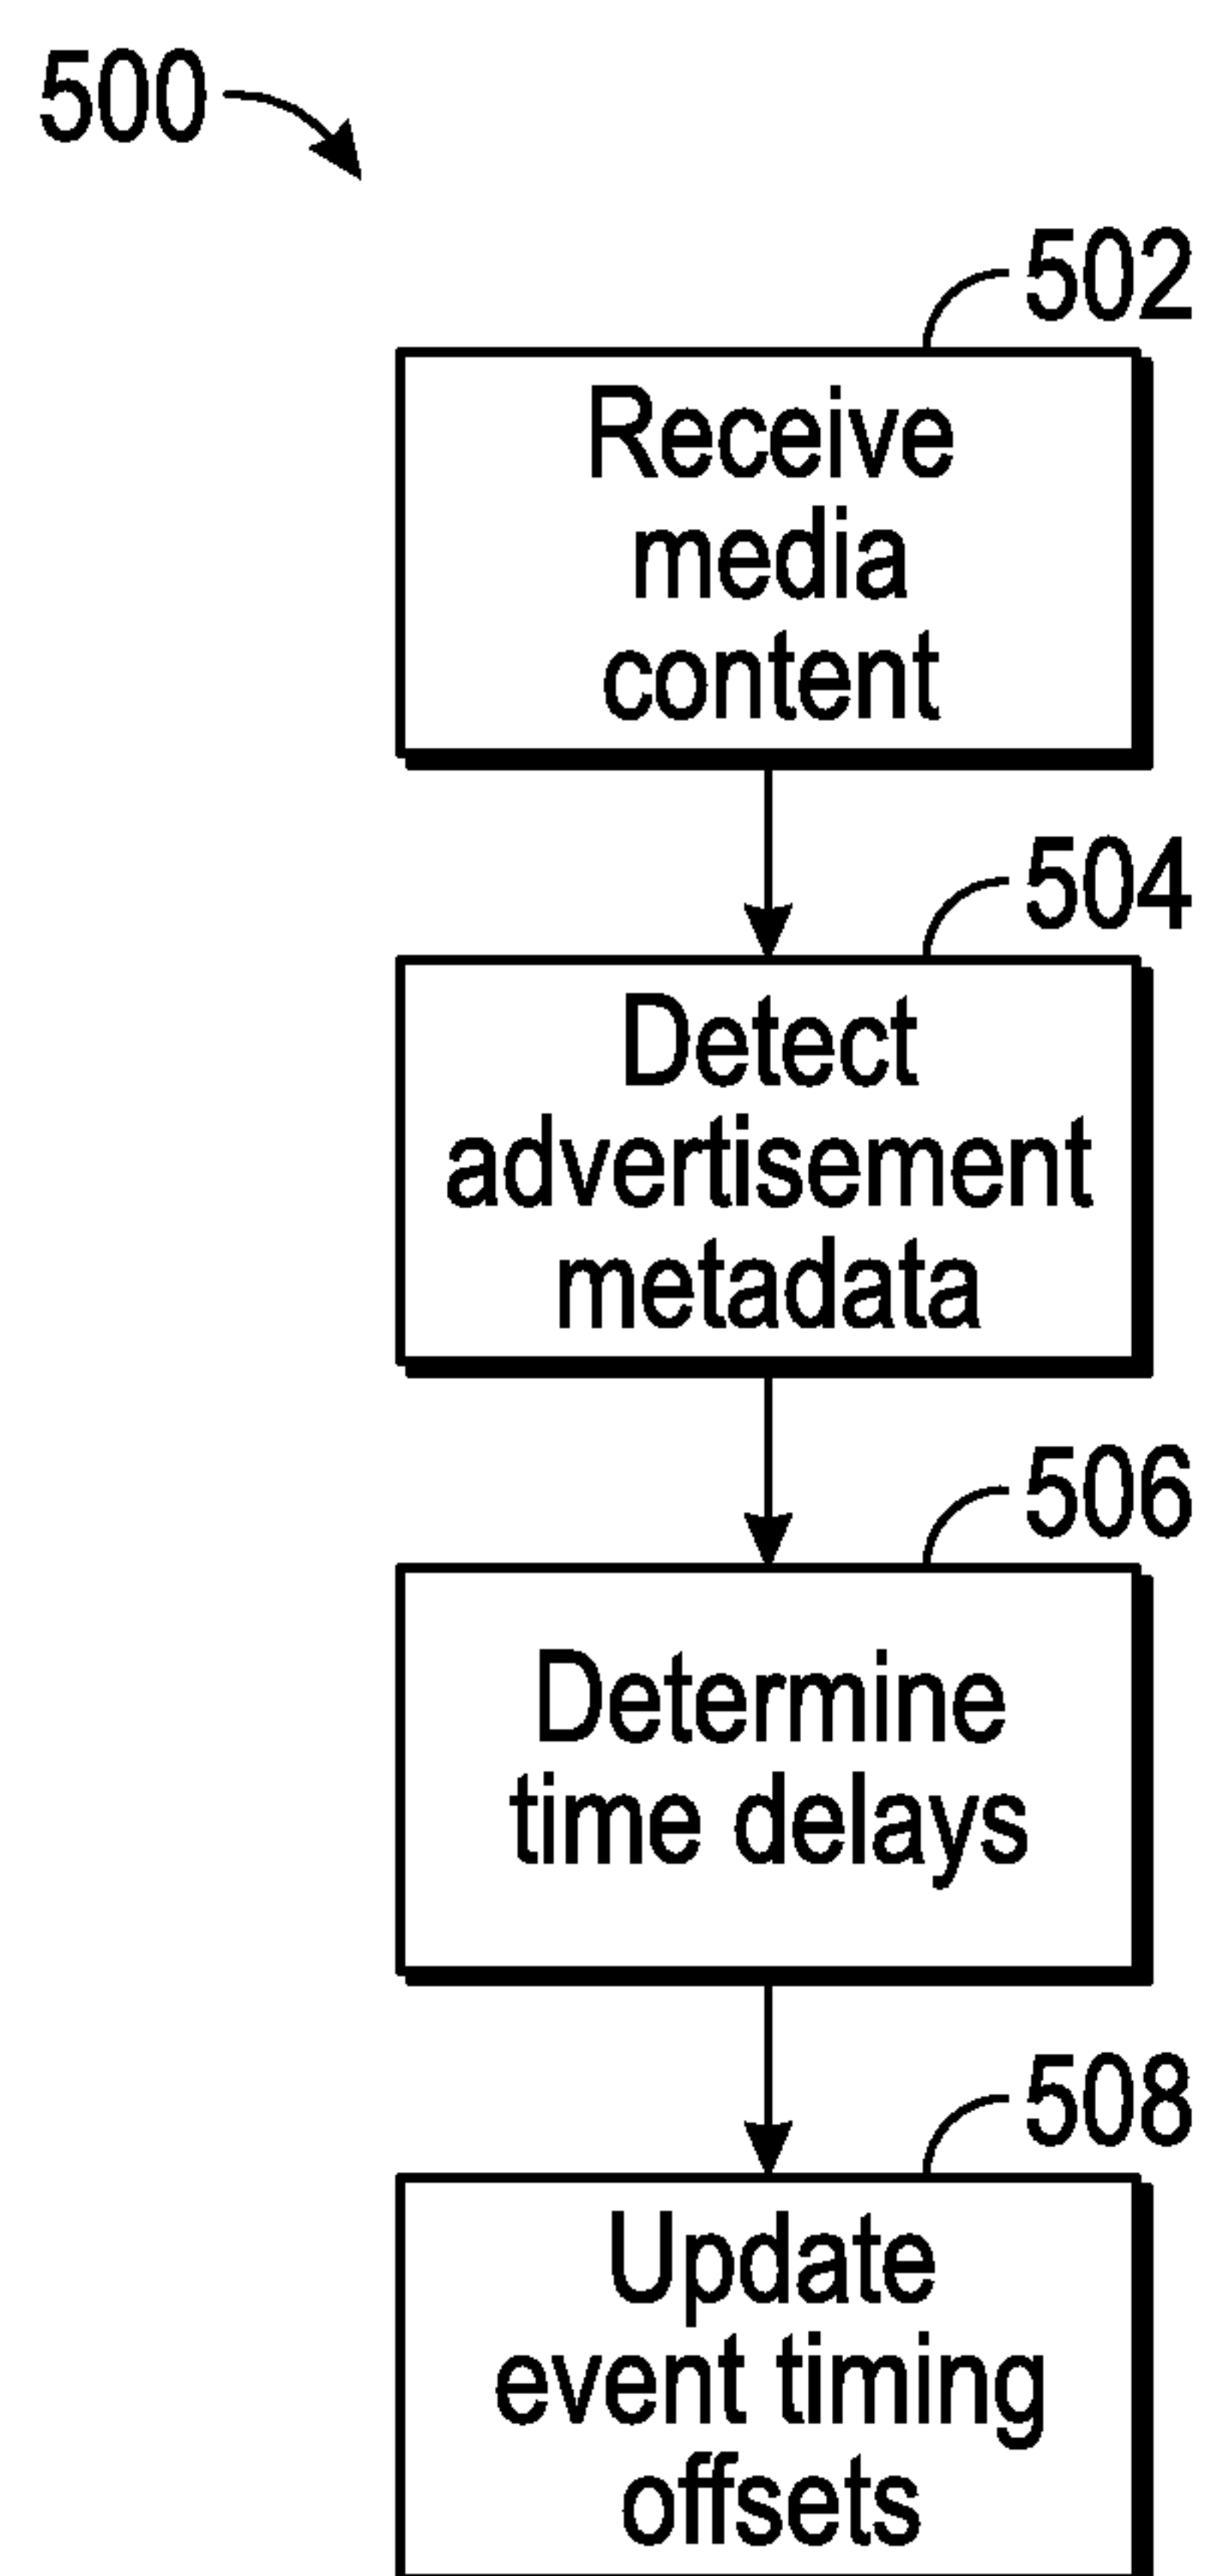 500
502
Receive
media
content
504
Detect
advertisement
metadata
506
Determine
time delays
508
Update
event timing
offsets